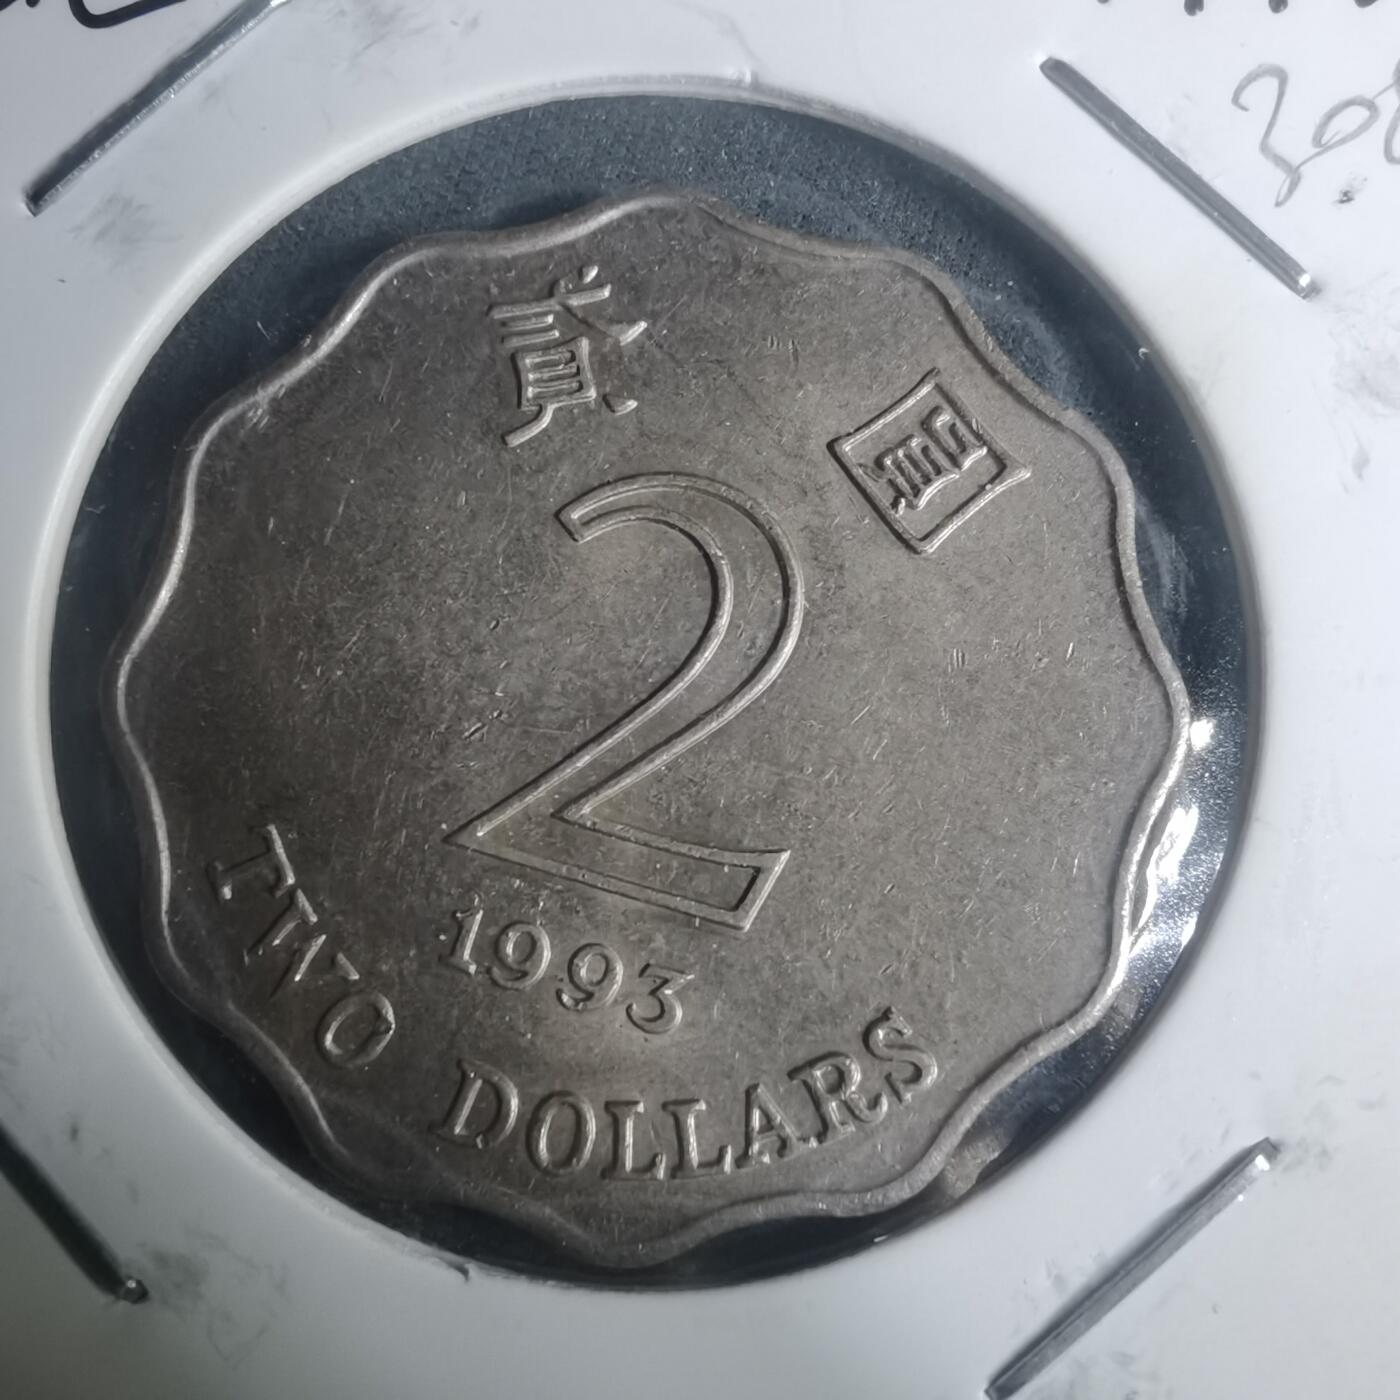 貳 圓
2
1993
TWO DOLLARS